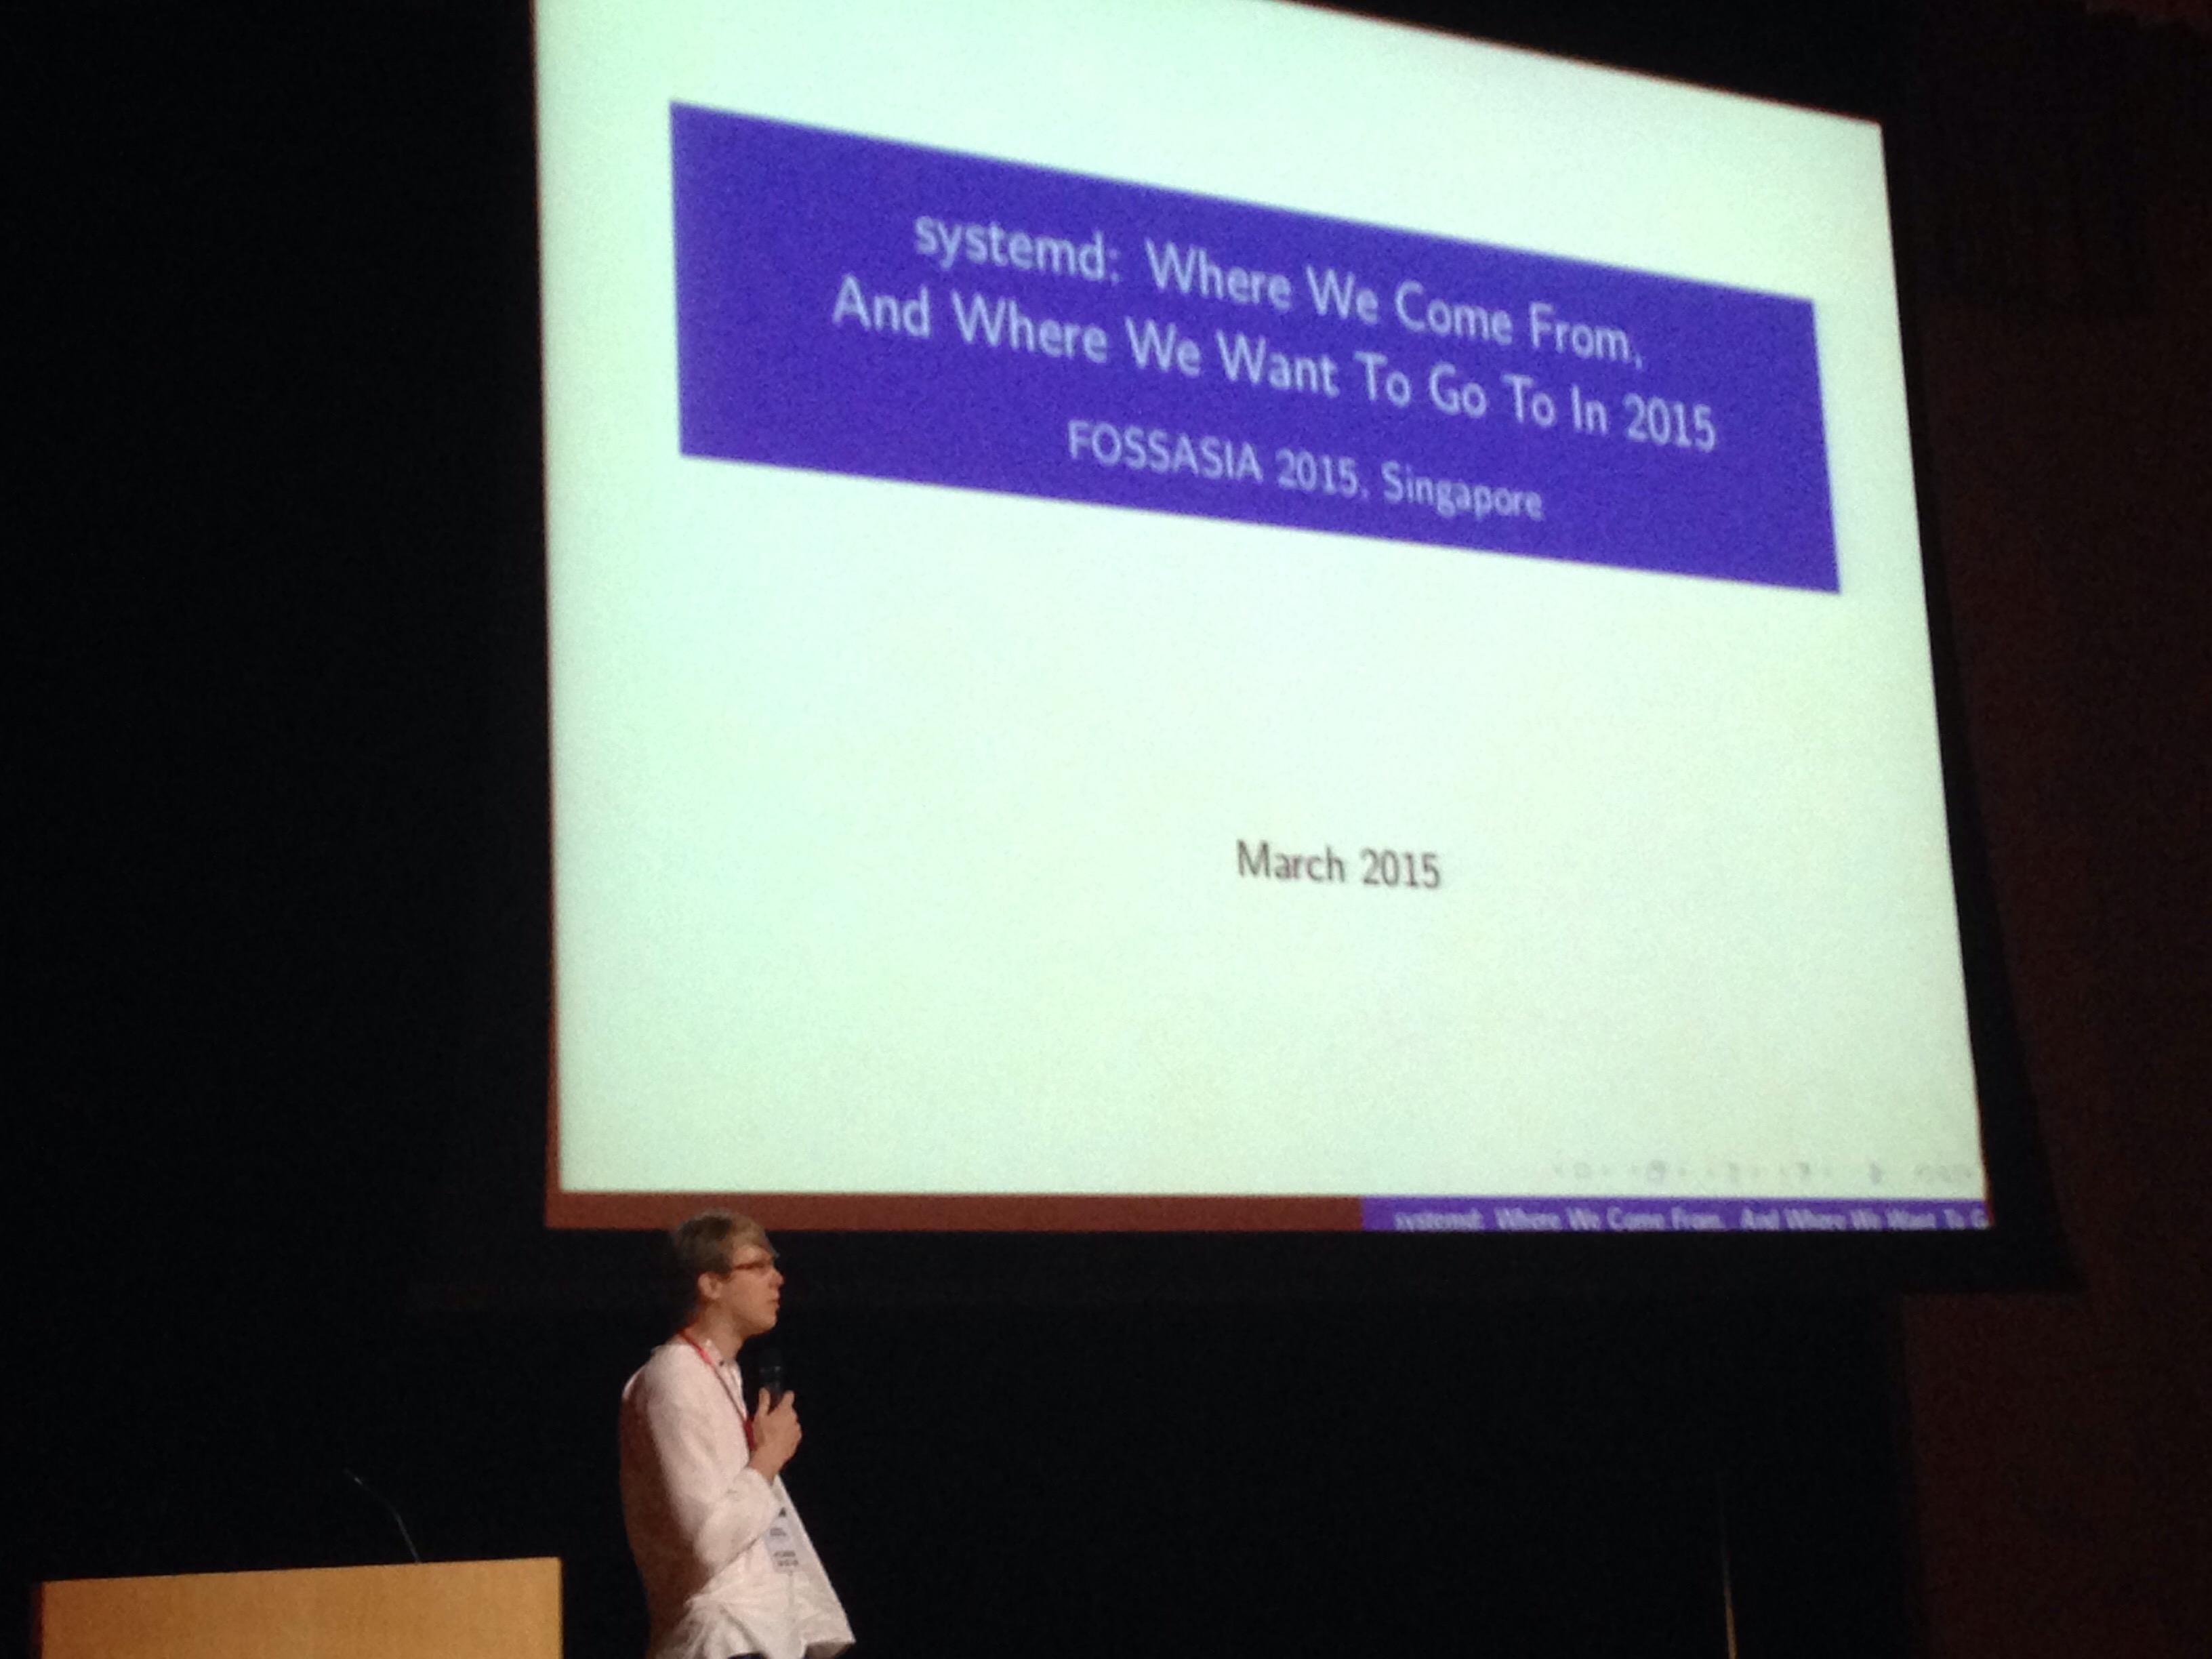 systemd: Where We Come From,
And Where We Want To Go To In 2015
FOSSASIA 2015, Singapore
March 2015
systemd: Where We Come From, And Where We Want To G